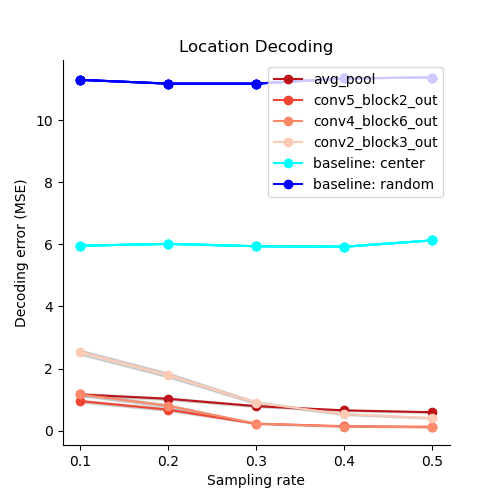 Location Decoding
avg_pool
conv5_block2_out
conv4_block6_out
conv2_block3_out
baseline: center
baseline: random
Decoding error (MSE)
10
8
6
4
2
0
0.1 0.2 0.3 0.4 0.5
Sampling rate